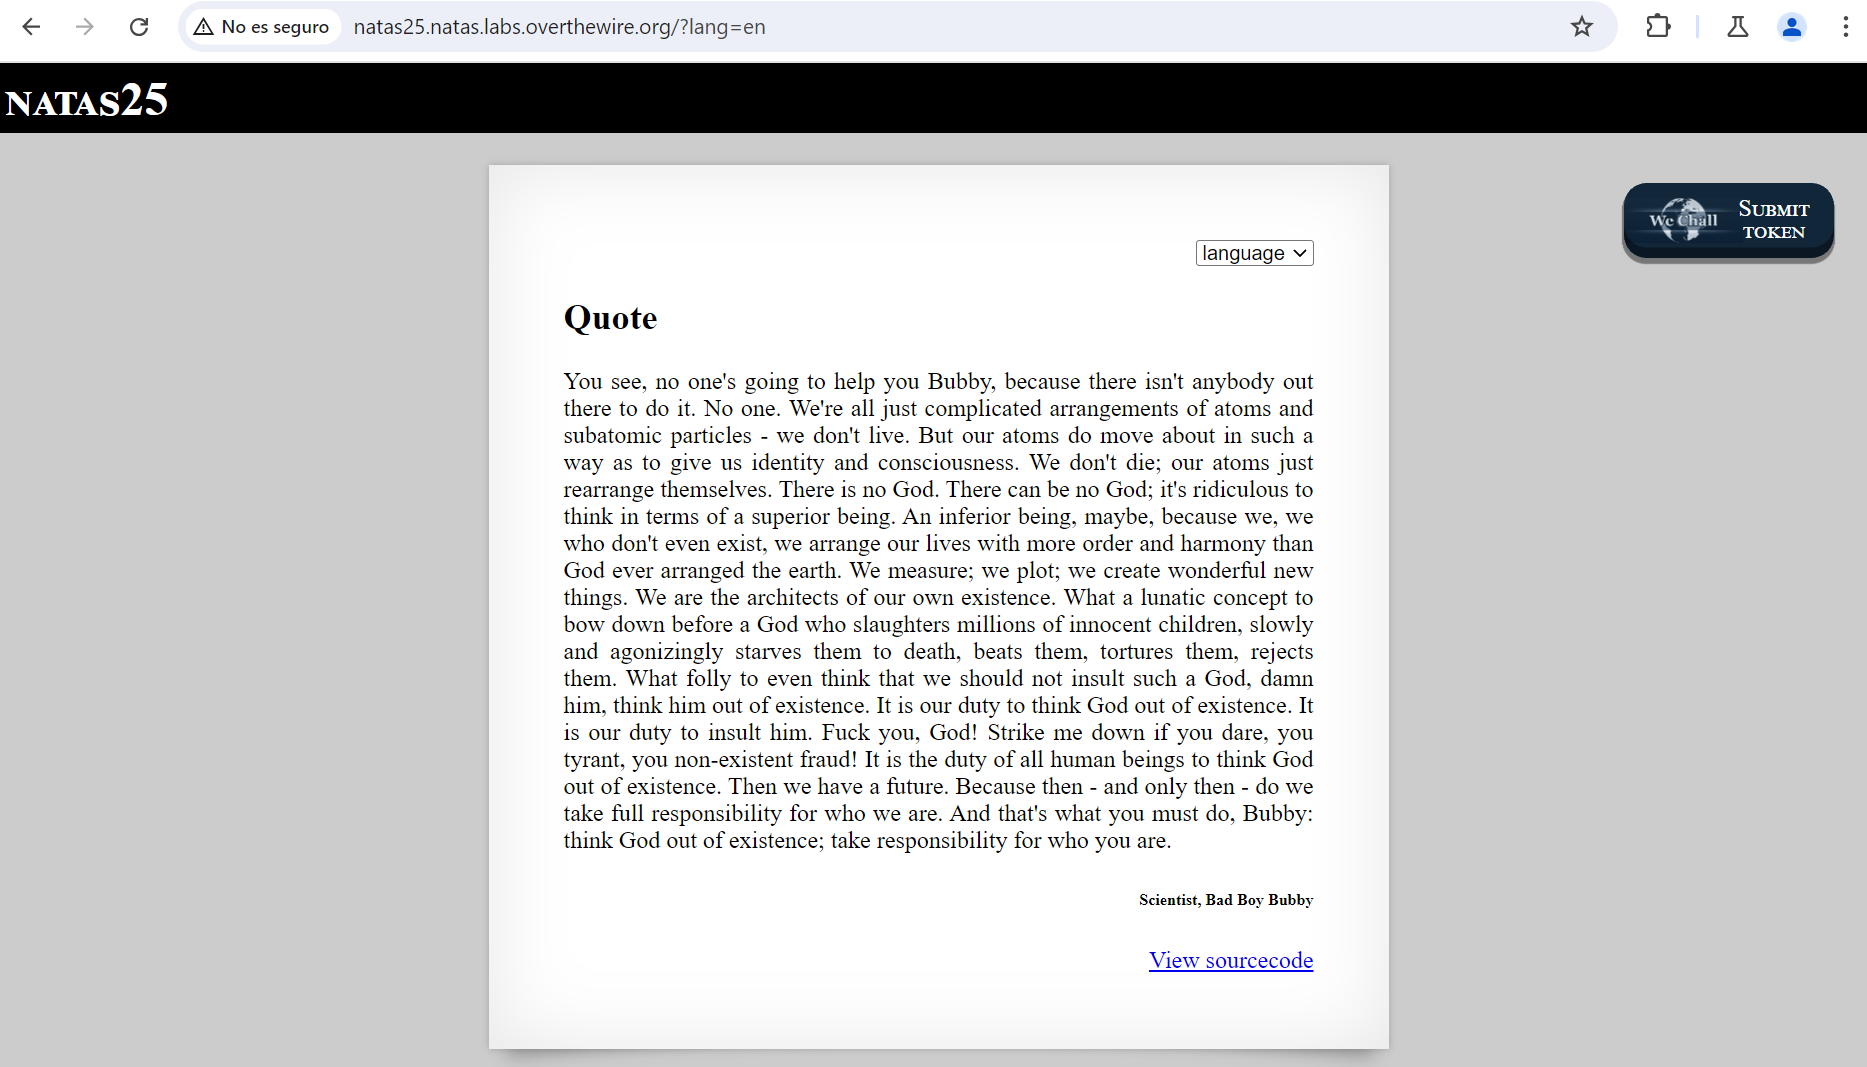 No es seguro
natas25.natas.labs.overthewire.org/?lang=en
NATAS25
We Chall
SUBMIT
TOKEN
language
Quote
You see, no one's going to help you Bubby, because there isn't anybody out
there to do it. No one. We're all just complicated arrangements of atoms and
subatomic particles - we don't live. But our atoms do move about in such a
way as to give us identity and consciousness. We don't die; our atoms just
rearrange themselves. There is no God. There can be no God; it's ridiculous to
think in terms of a superior being. An inferior being, maybe, because we, we
who don't even exist, we arrange our lives with more order and harmony than
God ever arranged the earth. We measure; we plot; we create wonderful new
things. We are the architects of our own existence. What a lunatic concept to
bow down before a God who slaughters millions of innocent children, slowly
and agonizingly starves them to death, beats them, tortures them, rejects
them. What folly to even think that we should not insult such a God, damn
him, think him out of existence. It is our duty to think God out of existence. It
is our duty to insult him. Fuck you, God! Strike me down if you dare, you
tyrant, you non-existent fraud! It is the duty of all human beings to think God
out of existence. Then we have a future. Because then - and only then - do we
take full responsibility for who we are. And that's what you must do, Bubby:
think God out of existence; take responsibility for who you are.
Scientist, Bad Boy Bubby
View sourcecode